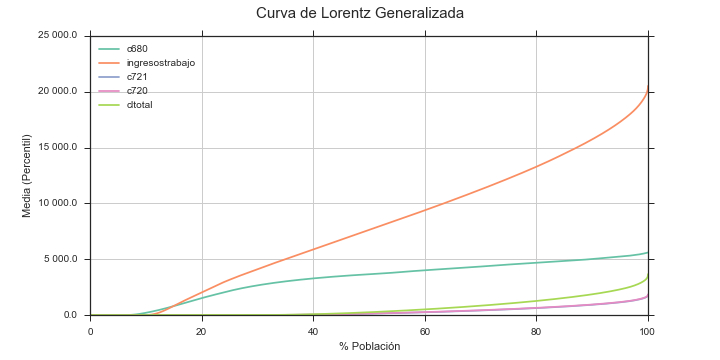 Curva de Lorentz Generalizada
25 000.0
20 000.0
15 000.0
10 000.0
5 000.0
0.0
Media (Percentil)
c680
ingresostrabajo
c721
c720
cltotal
0
20
40
60
80
100
% Población